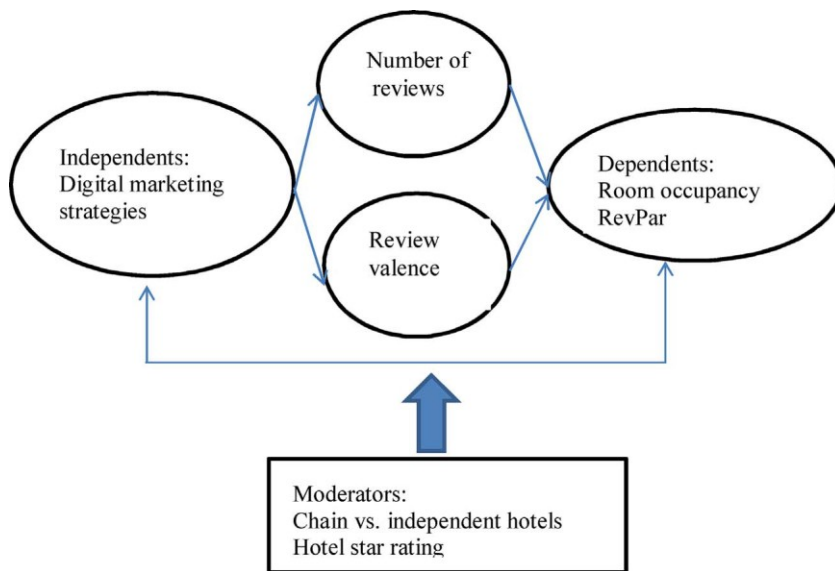 Number of
reviews
Independents:
Digital marketing
strategies
Dependents:
Room occupancy
RevPar
Review
valence
Moderators:
Chain vs. independent hotels
Hotel star rating